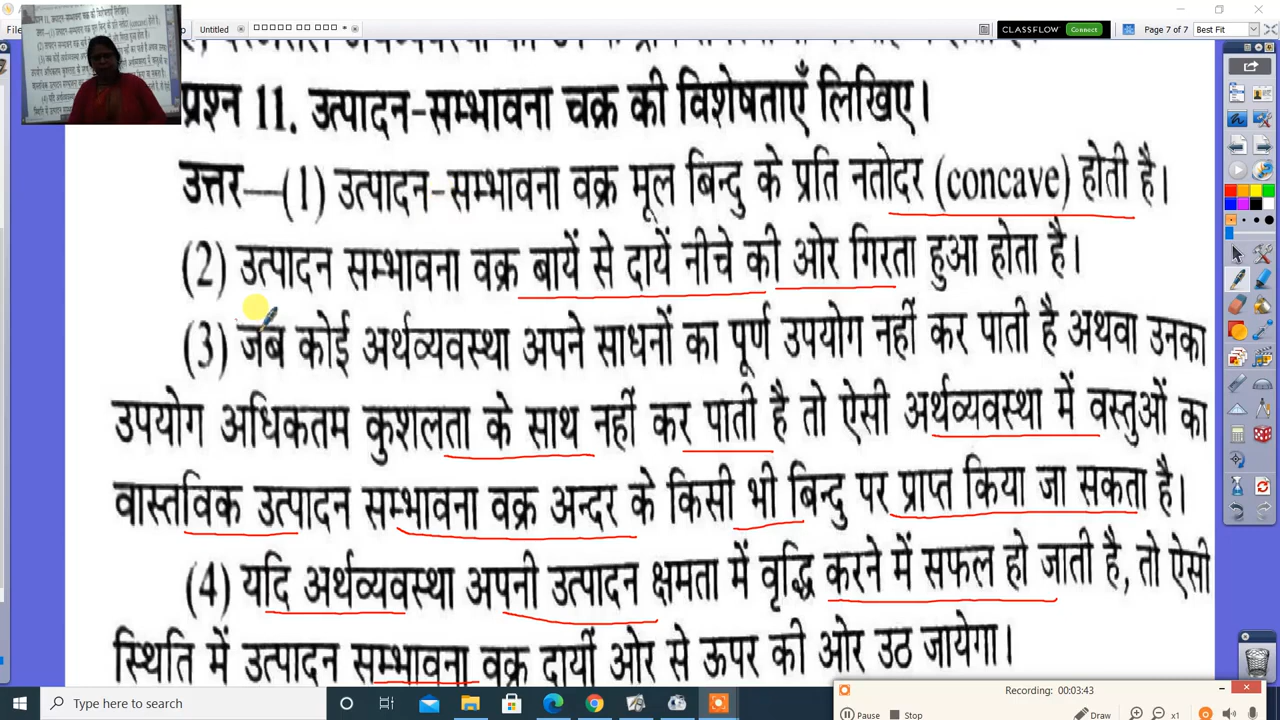 Untitled
CLASSFLOW Connect
Page 7 of 7 Best Fit
प्रश्न 11. उत्पादन-सम्भावना चक्र की विशेषताएँ लिखिए।
उत्तर—(1) उत्पादन-सम्भावना वक्र मूल बिन्दु के प्रति नतोदर (concave) होती है।
(2) उत्पादन सम्भावना वक्र बायें से दायें नीचे की ओर गिरता हुआ होता है।
(3) जब कोई अर्थव्यवस्था अपने साधनों का पूर्ण उपयोग नहीं कर पाती है अथवा उनका
उपयोग अधिकतम कुशलता के साथ नहीं कर पाती है तो ऐसी अर्थव्यवस्था में वस्तुओं का
वास्तविक उत्पादन सम्भावना वक्र अन्दर के किसी भी बिन्दु पर प्राप्त किया जा सकता है।
(4) यदि अर्थव्यवस्था अपनी उत्पादन क्षमता में वृद्धि करने में सफल हो जाती है, तो ऐसी
स्थिति में उत्पादन सम्भावना वक्र दायीं ओर से ऊपर की ओर उठ जायेगा।
Recording: 00:03:43
Type here to search
Pause Stop Draw x1